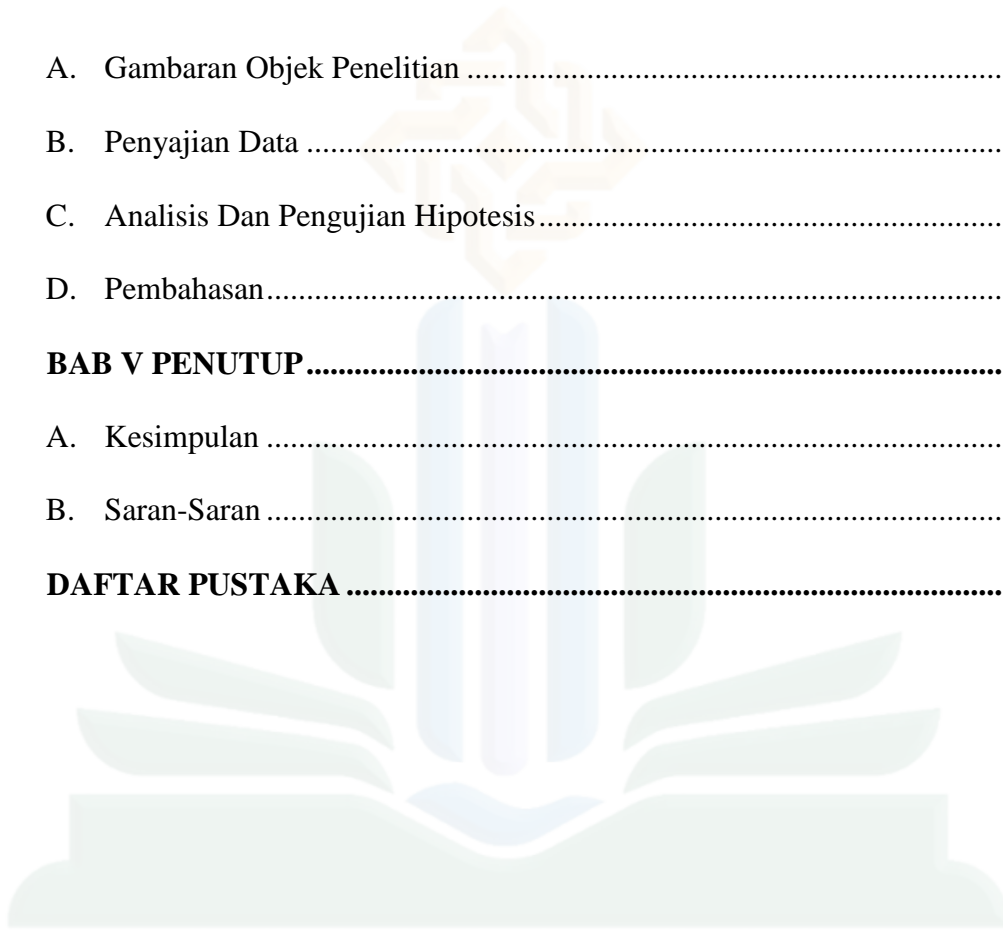 A. Gambaran Objek Penelitian ..................................................................
B. Penyajian Data ......................................................................................
C. Analisis Dan Pengujian Hipotesis.........................................................
D. Pembahasan...........................................................................................
BAB V PENUTUP......................................................................................
A. Kesimpulan ...........................................................................................
B. Saran-Saran ...........................................................................................
DAFTAR PUSTAKA .................................................................................